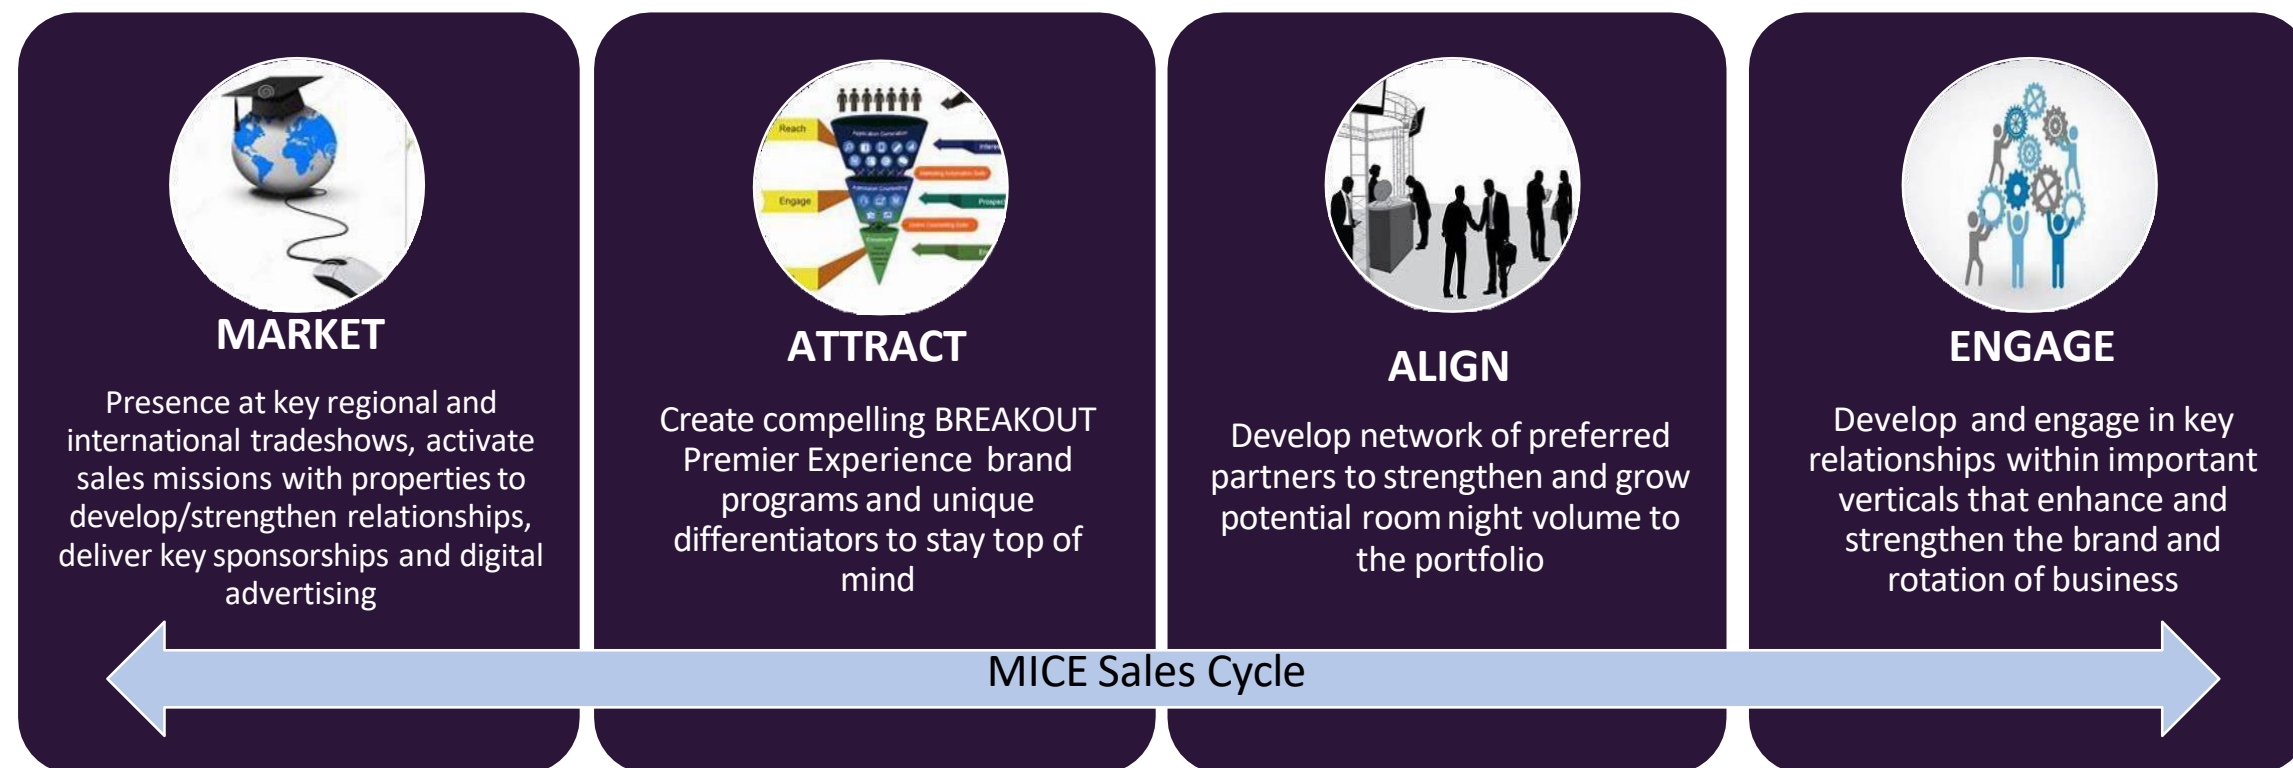 MARKET
Presence at key regional and
international tradeshows, activate
sales missions with properties to
develop/strengthen relationships,
deliver key sponsorships and digital
advertising
Reach
Engage
Application Generation
ATTRACT
Create compelling BREAKOUT
Premier Experience brand
programs and unique
differentiators to stay top of
mind
ALIGN
Develop network of preferred
partners to strengthen and grow
potential room night volume to
the portfolio
ENGAGE
Develop and engage in key
relationships within important
verticals that enhance and
strengthen the brand and
rotation of business
MICE Sales Cycle